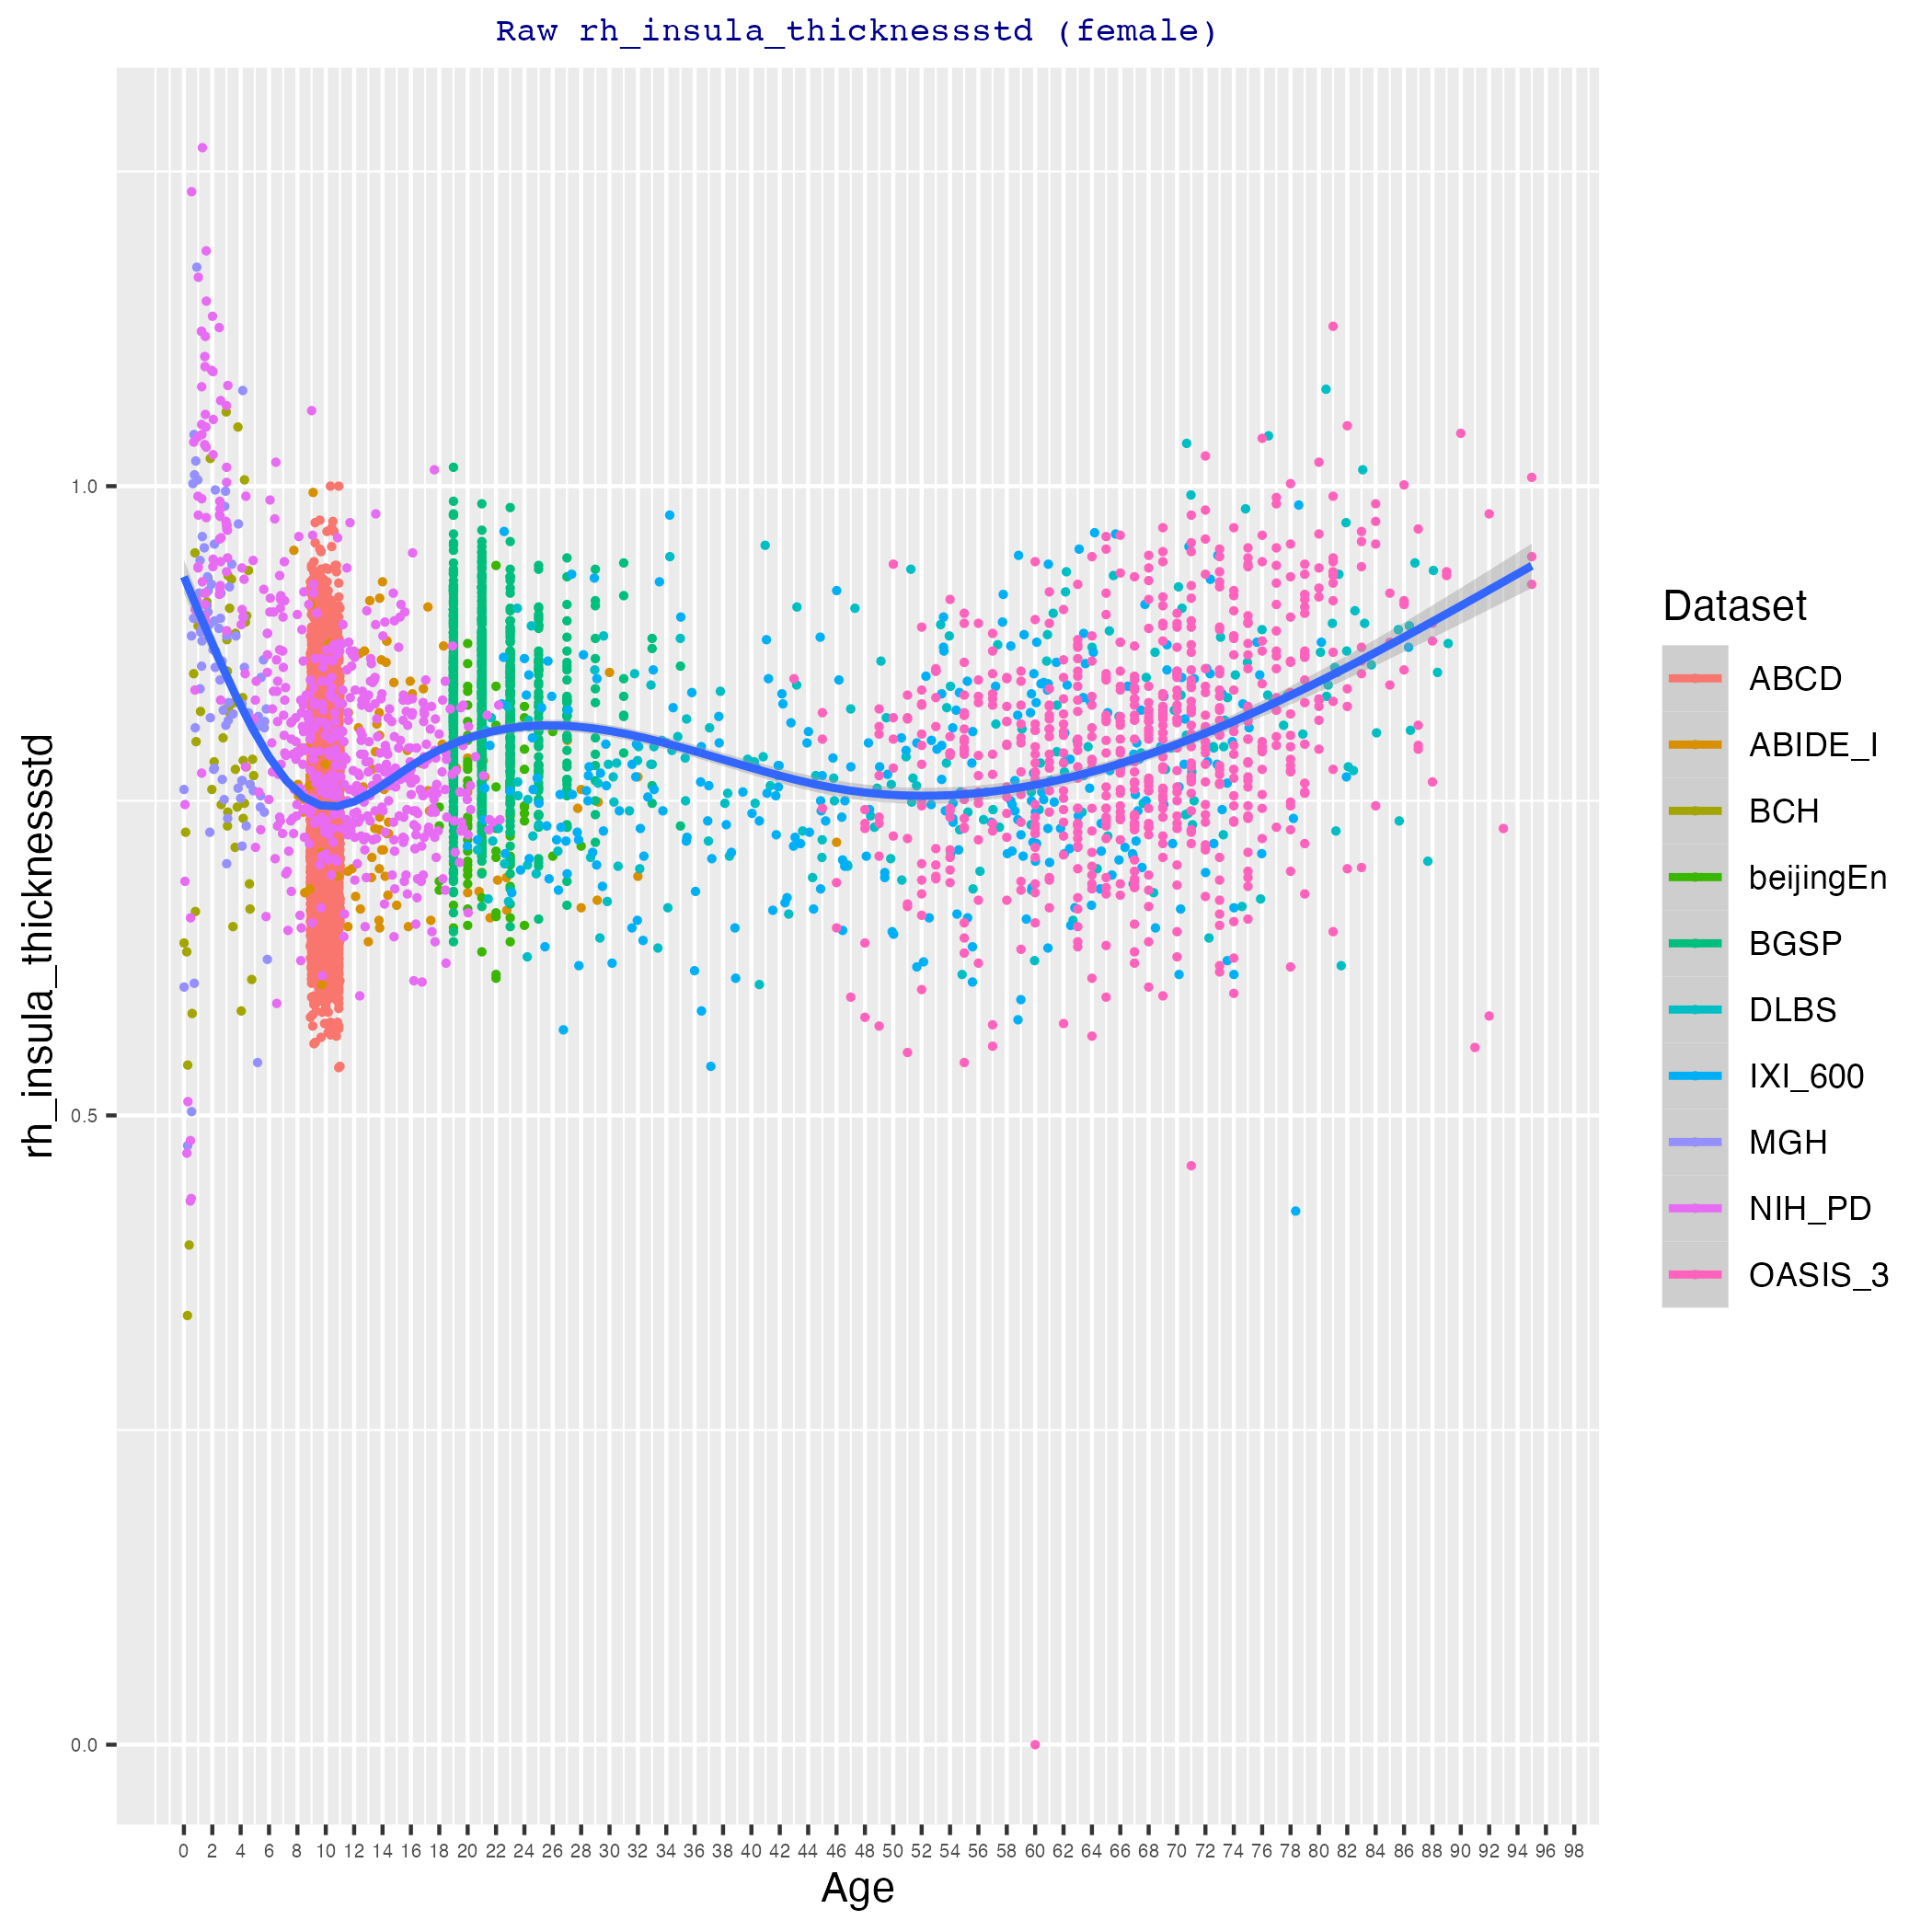 Raw rh_insula_thicknessstd (female)
rh_insula_thicknessstd
1.0
0.5
0.0
0 2 4 6 8 10 12 14 16 18 20 22 24 26 28 30 32 34 36 38 40 42 44 46 48 50 52 54 56 58 60 62 64 66 68 70 72 74 76 78 80 82 84 86 88 90 92 94 96 98
Age
Dataset
ABCD
ABIDE_I
BCH
beijingEn
BGSP
DLBS
IXI_600
MGH
NIH_PD
OASIS_3